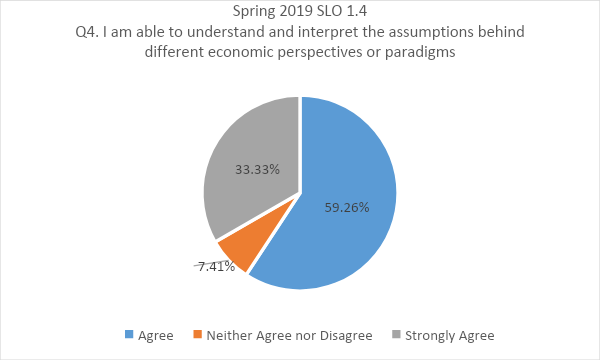 Spring 2019 SLO 1.4
Q4. I am able to understand and interpret the assumptions behind
different economic perspectives or paradigms
33.33%
59.26%
7.41%
Agree Neither Agree nor Disagree Strongly Agree